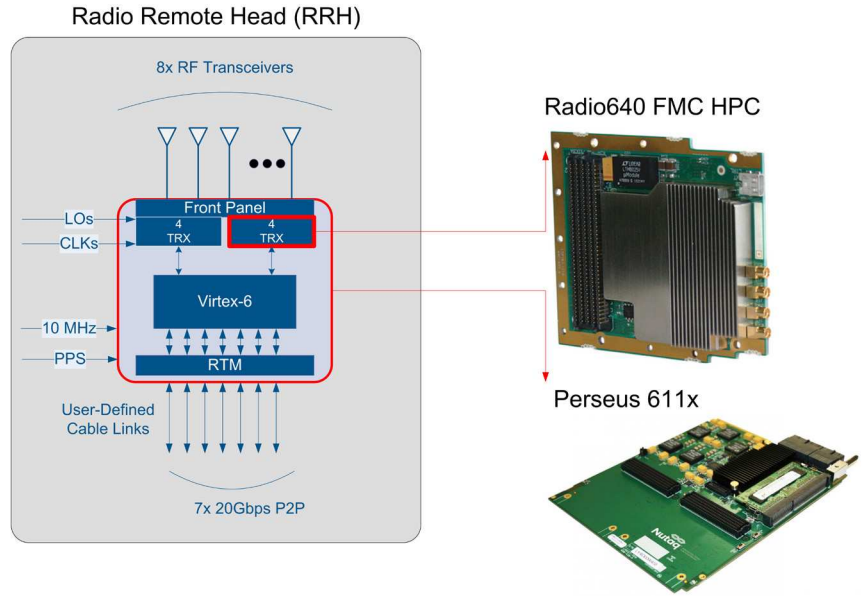 Radio Remote Head (RRH)
8x RF Transceivers
Front Panel
4
TRX
4
TRX
LOs
CLKs
Virtex-6
10 MHz
PPS
RTM
User-Defined
Cable Links
7x 20Gbps P2P
Radio640 FMC HPC
Perseus 611x
Nutaq